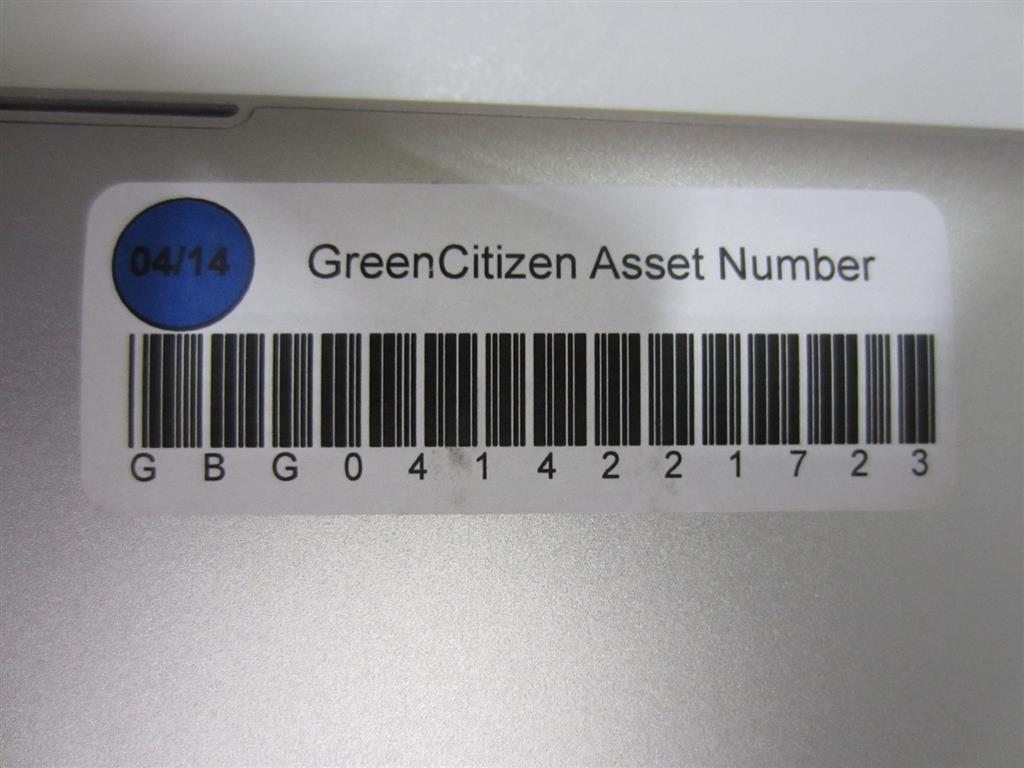 04/14
GreenCitizen Asset Number
G B G 0 4 1 4 2 2 1 7 2 3